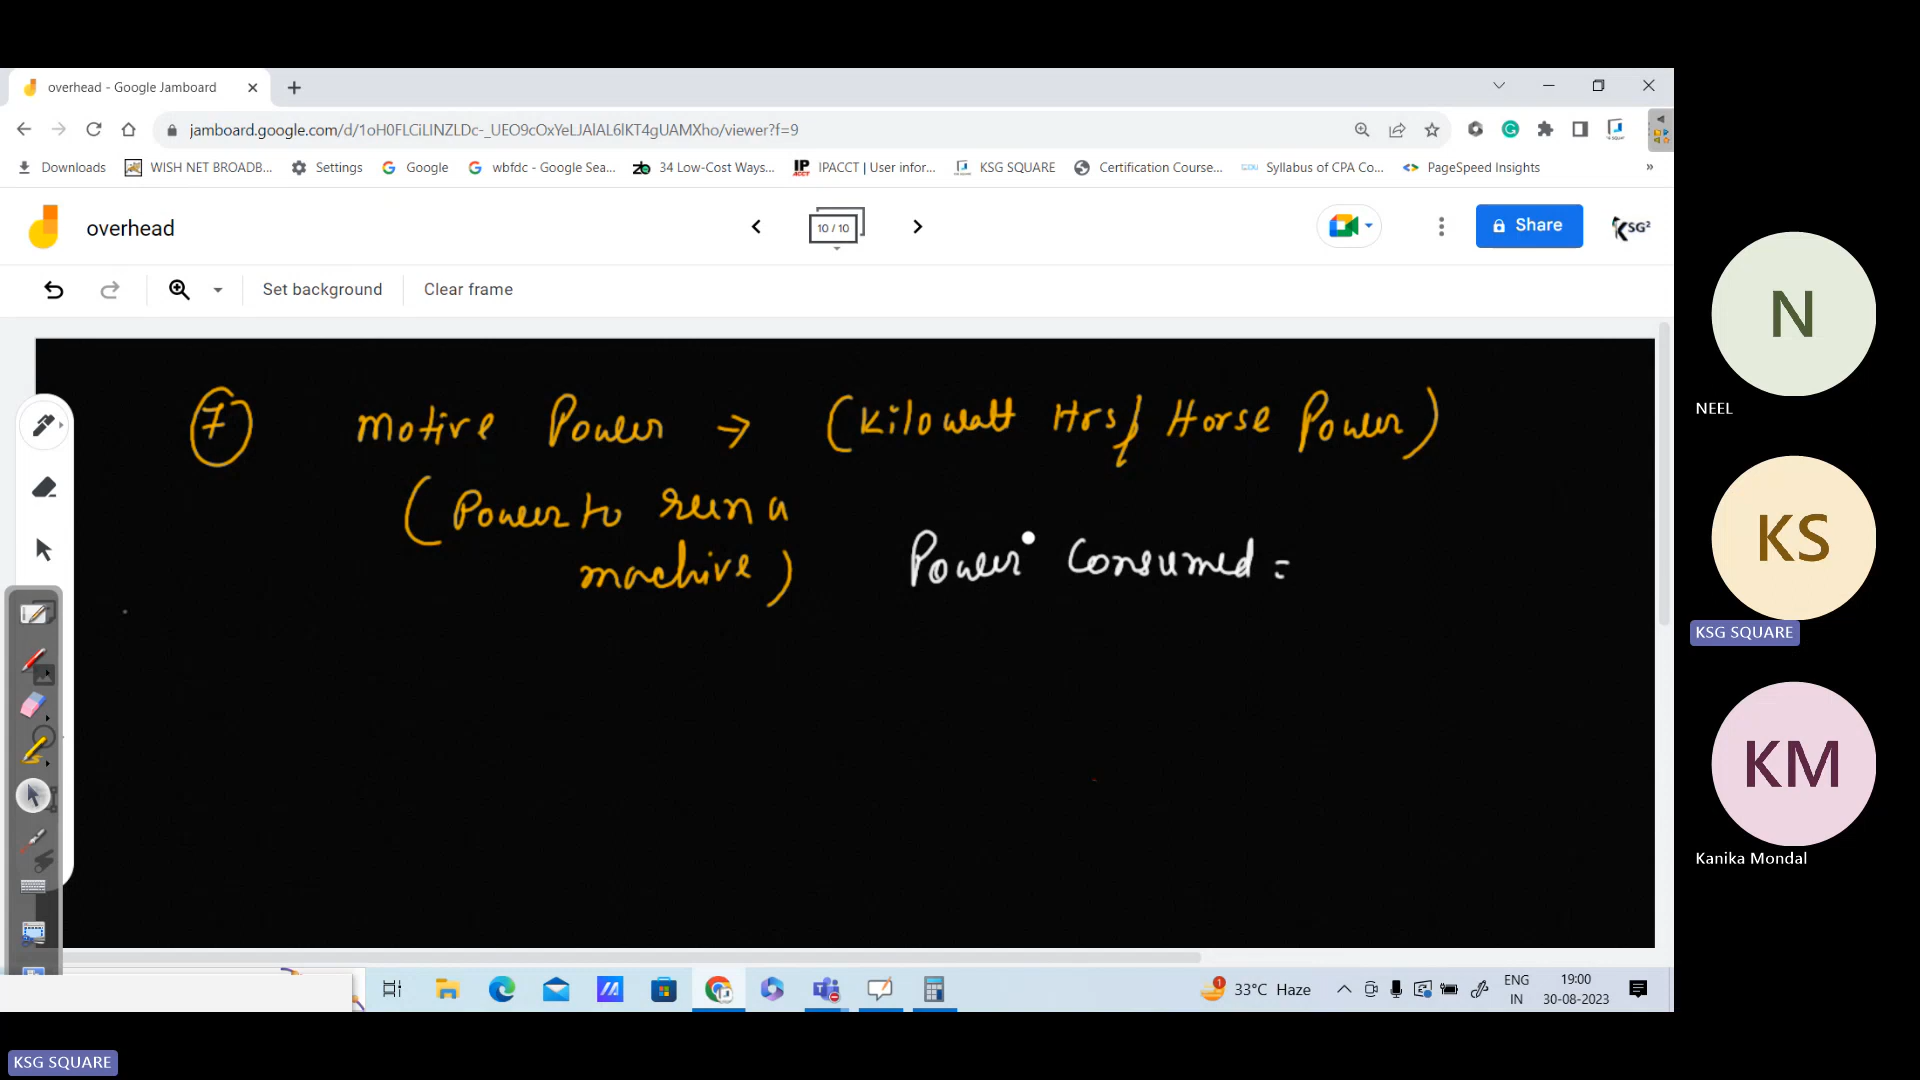 overhead - Google Jamboard
jamboard.google.com/d/1oH0FLCiLINZLDc-_UEO9cOxYeLJAlAL6lKT4gUAMXho/viewer?f=9
Downloads WISH NET BROADB... Settings Google wbfdc - Google Sea... 34 Low-Cost Ways... IPACCT | User infor... KSG SQUARE Certification Course... Syllabus of CPA Co... PageSpeed Insights »
overhead
10 / 10
Share
KSG²
Set background Clear frame
7 Motive Power → (Kilowatt Hrs/ Horse Power)
(Power to run a
machine)
Power Consumed =
N
NEEL
KS
KSG SQUARE
KM
Kanika Mondal
1 33°C Haze
ENG
IN
19:00
30-08-2023
KSG SQUARE